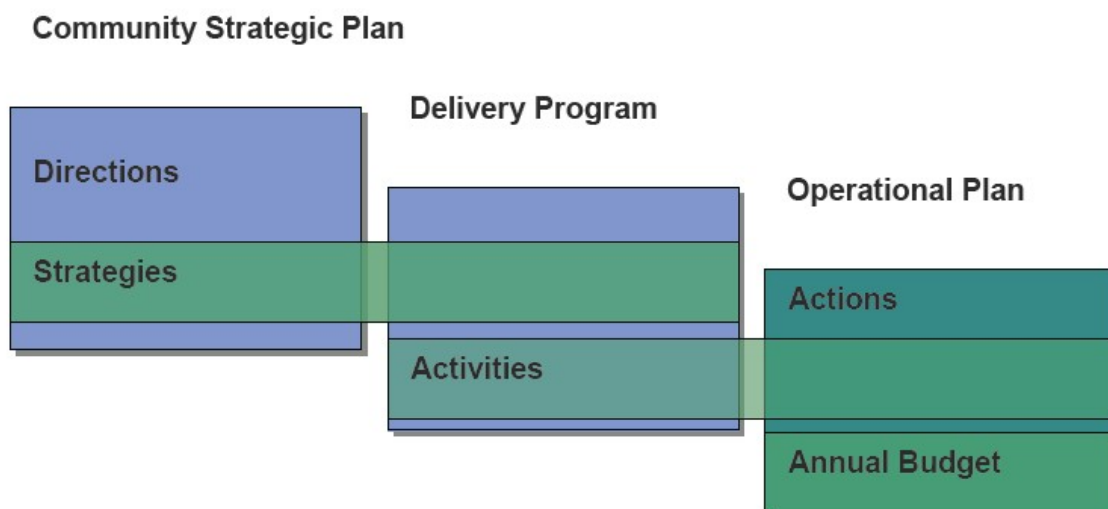 Community Strategic Plan
Delivery Program
Directions
Operational Plan
Strategies
Actions
Activities
Annual Budget